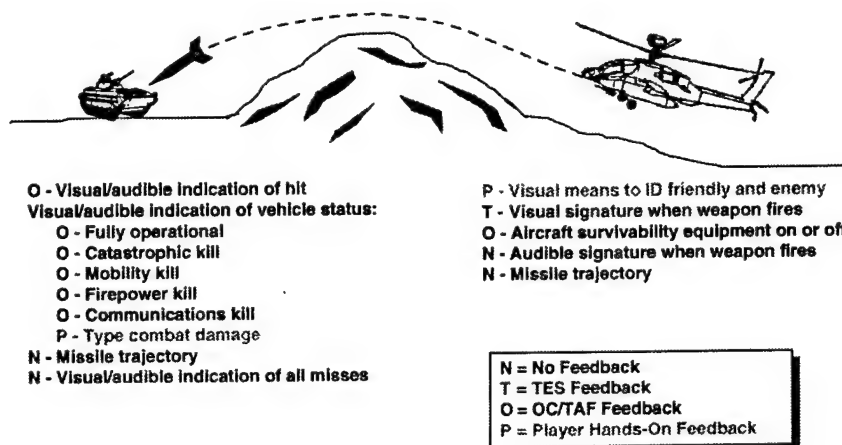 O - Visual/audible indication of hit
Visual/audible indication of vehicle status:
O - Fully operational
O - Catastrophic kill
O - Mobility kill
O - Firepower kill
O - Communications kill
P - Type combat damage
N - Missile trajectory
N - Visual/audible indication of all misses
P - Visual means to ID friendly and enemy
T - Visual signature when weapon fires
O - Aircraft survivability equipment on or off
N - Audible signature when weapon fires
N - Missile trajectory
N = No Feedback
T = TES Feedback
O = OC/TAF Feedback
P = Player Hands-On Feedback